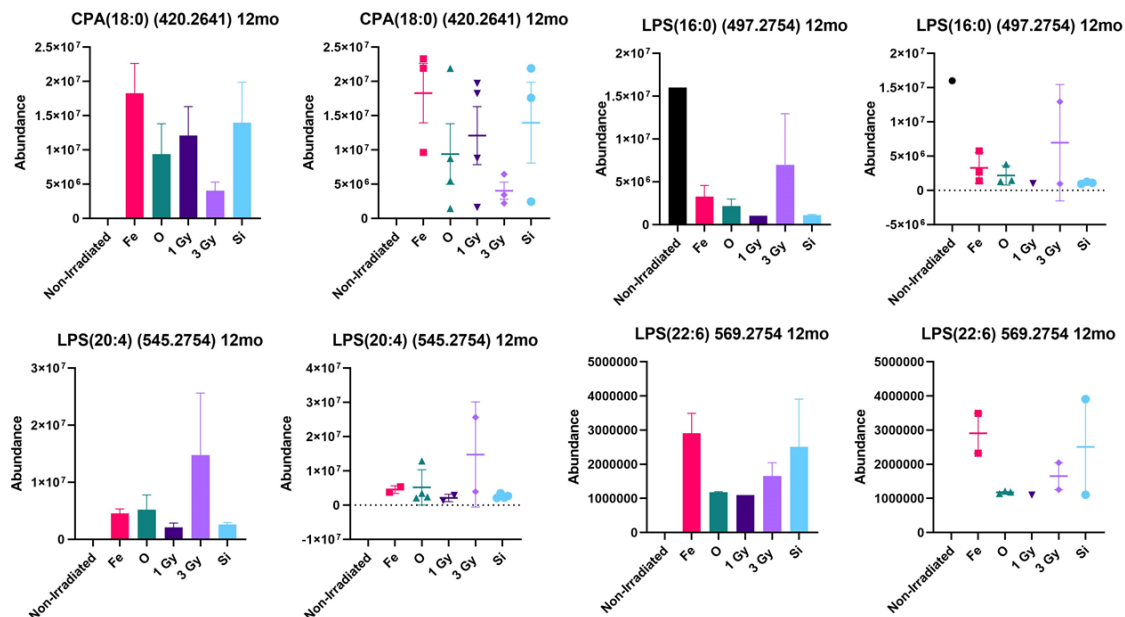 CPA(18:0) (420.2641) 12mo
2.5×10⁷
2×10⁷
1.5×10⁷
1×10⁷
5×10⁶
0
Abundance
Non-Irradiated
Fe
O
1 Gy
3 Gy
Si
CPA(18:0) (420.2641) 12mo
2.5×10⁷
2×10⁷
1.5×10⁷
1×10⁷
5×10⁶
0
Abundance
Non-Irradiated
Fe
O
1 Gy
3 Gy
Si
LPS(16:0) (497.2754) 12mo
2×10⁷
1.5×10⁷
1×10⁷
5×10⁶
0
Abundance
Non-Irradiated
Fe
O
1 Gy
3 Gy
Si
LPS(16:0) (497.2754) 12mo
2×10⁷
1.5×10⁷
1×10⁷
5×10⁶
0
-5×10⁶
Abundance
Non-Irradiated
Fe
O
1 Gy
3 Gy
Si
LPS(20:4) (545.2754) 12mo
3×10⁷
2×10⁷
1×10⁷
0
Abundance
Non-Irradiated
Fe
O
1 Gy
3 Gy
Si
LPS(20:4) (545.2754) 12mo
4×10⁷
3×10⁷
2×10⁷
1×10⁷
0
-1×10⁷
Abundance
Non-Irradiated
Fe
O
1 Gy
3 Gy
Si
LPS(22:6) 569.2754 12mo
5000000
4000000
3000000
2000000
1000000
0
Abundance
Non-Irradiated
Fe
O
1 Gy
3 Gy
Si
LPS(22:6) 569.2754 12mo
5000000
4000000
3000000
2000000
1000000
0
Abundance
Non-Irradiated
Fe
O
1 Gy
3 Gy
Si